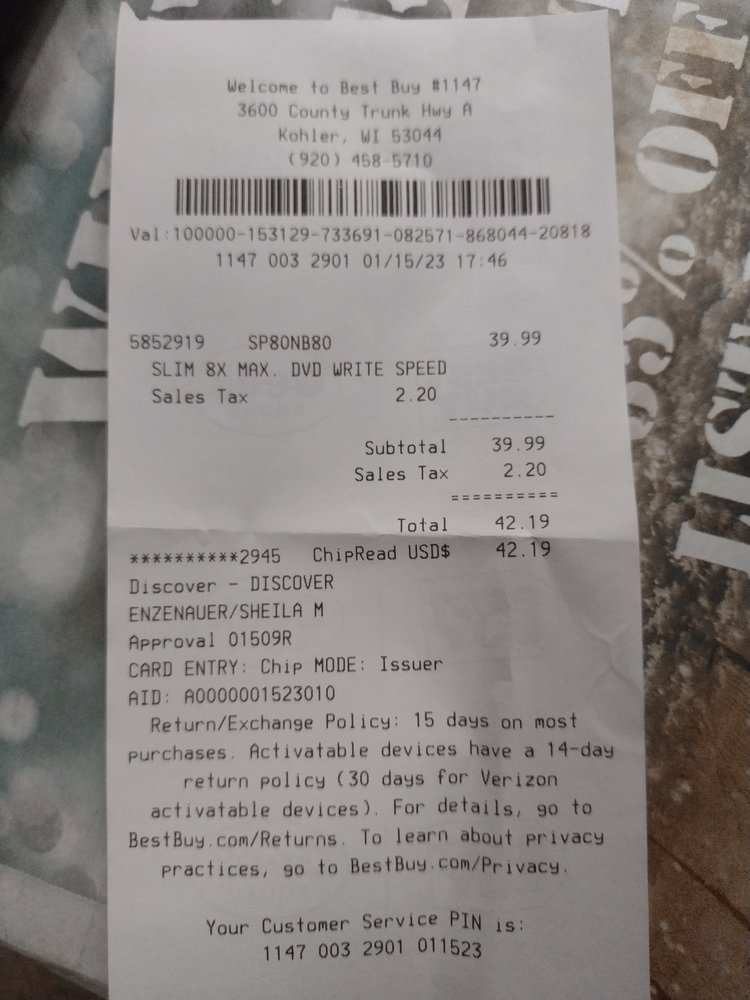 Welcome to Best Buy #1147
3600 County Trunk Hwy A
Kohler, WI 53044
(920) 458-5710
Val:100000-153129-733691-082571-868044-20818
1147 003 2901 01/15/23 17:46
5852919 SP80NB80 39.99
SLIM 8X MAX. DVD WRITE SPEED
Sales Tax 2.20
----------
Subtotal 39.99
Sales Tax 2.20
==========
Total 42.19
**********2945 ChipRead USD$ 42.19
Discover - DISCOVER
ENZENAUER/SHEILA M
Approval 01509R
CARD ENTRY: Chip MODE: Issuer
AID: A0000001523010
Return/Exchange Policy: 15 days on most
purchases. Activatable devices have a 14-day
return policy (30 days for Verizon
activatable devices). For details, go to
BestBuy.com/Returns. To learn about privacy
practices, go to BestBuy.com/Privacy.
Your Customer Service PIN is:
1147 003 2901 011523
% OFF